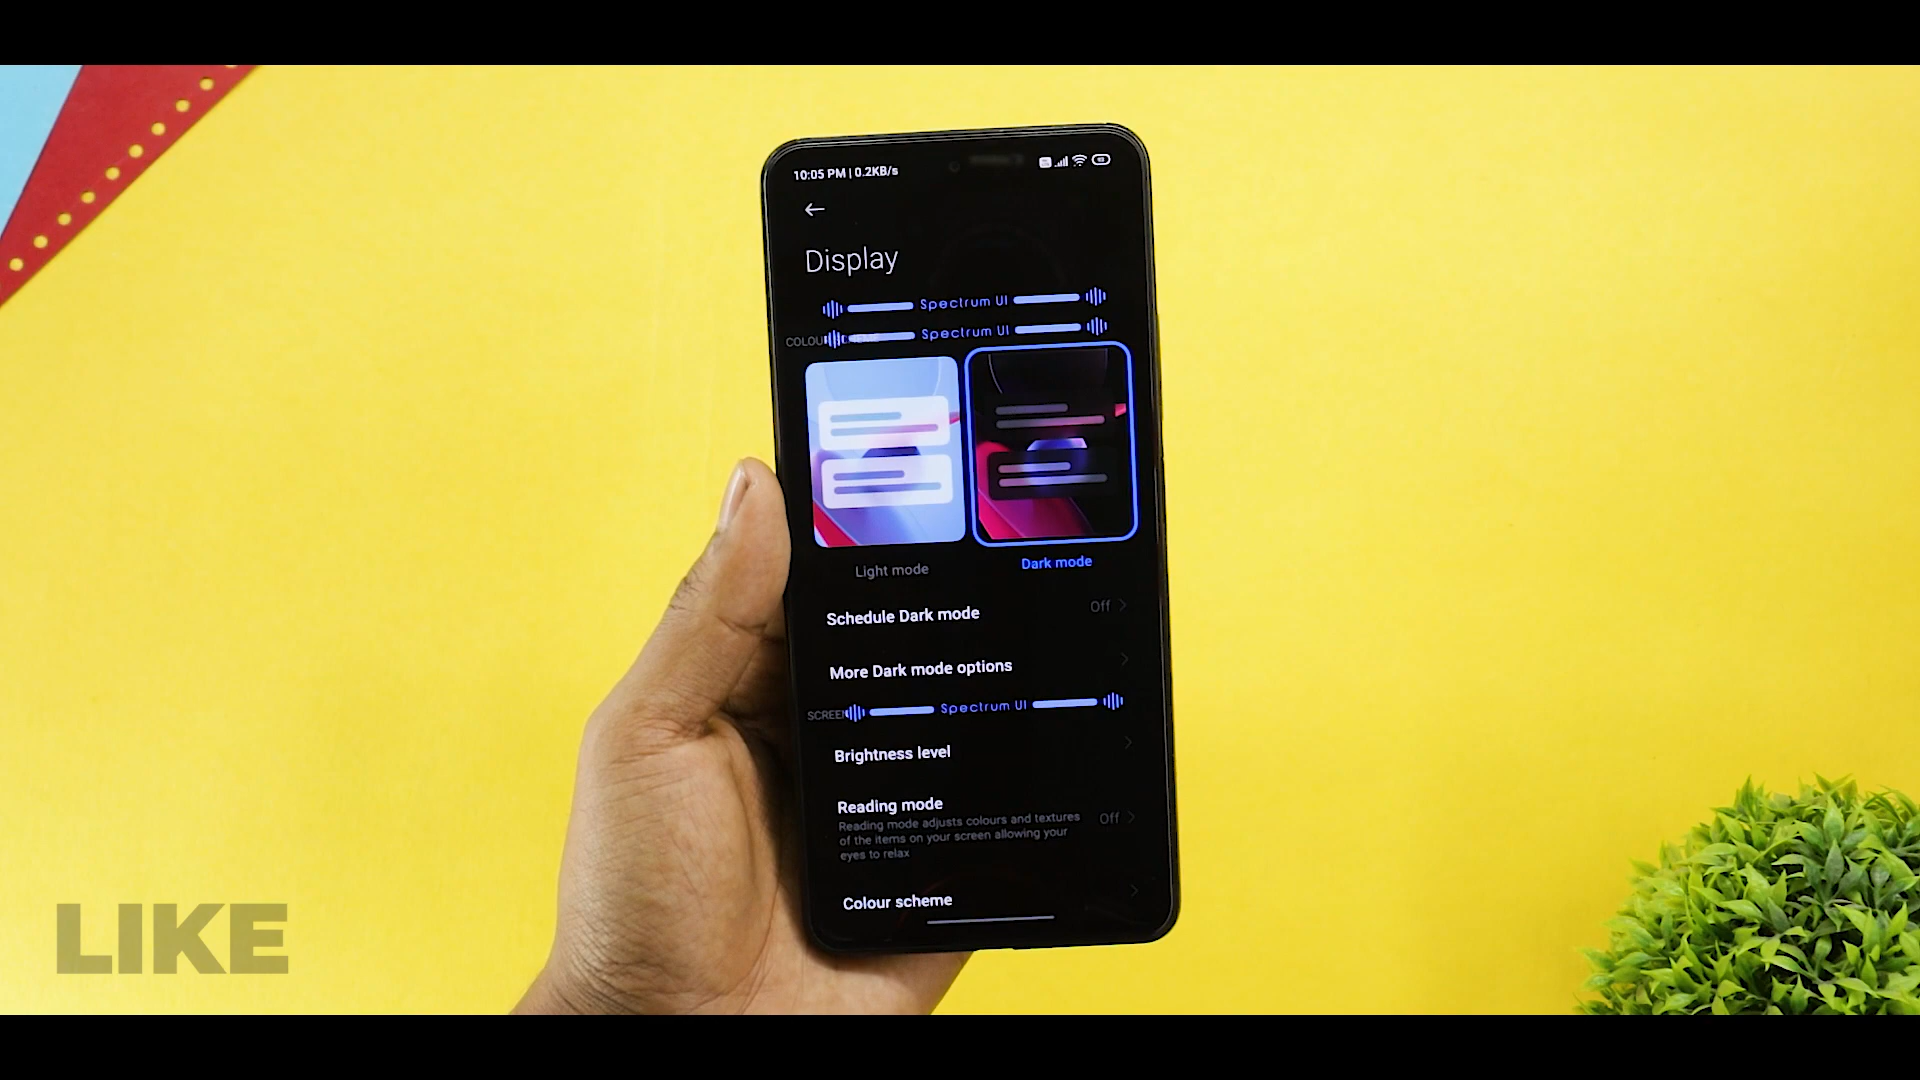 10:05 PM | 0.2KB/s
Display
Spectrum UI
Spectrum UI
Light mode
Dark mode
Schedule Dark mode
Off
More Dark mode options
Spectrum UI
Brightness level
Reading mode
Reading mode adjusts colours and textures
of the items on your screen allowing your
eyes to relax
Off
Colour scheme
LIKE